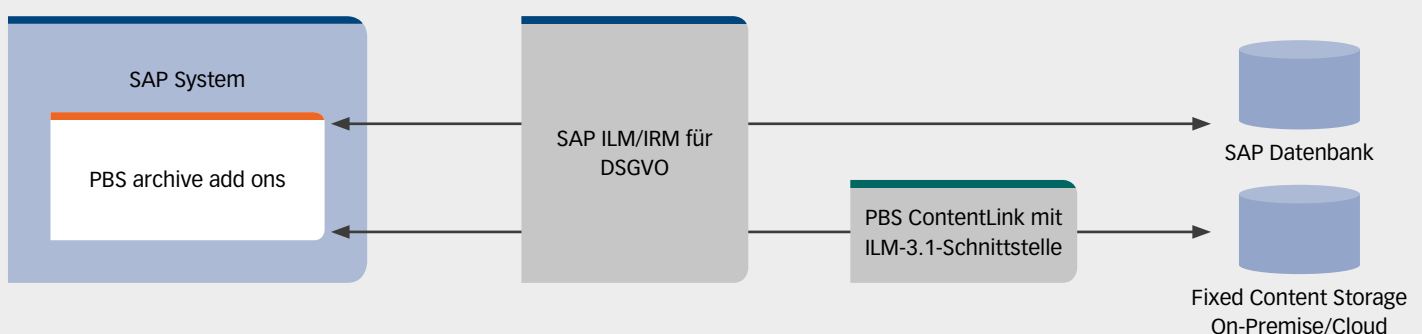 SAP System
PBS archive add ons
SAP ILM/IRM für
DSGVO
PBS ContentLink mit
ILM-3.1-Schnittstelle
SAP Datenbank
Fixed Content Storage
On-Premise/Cloud